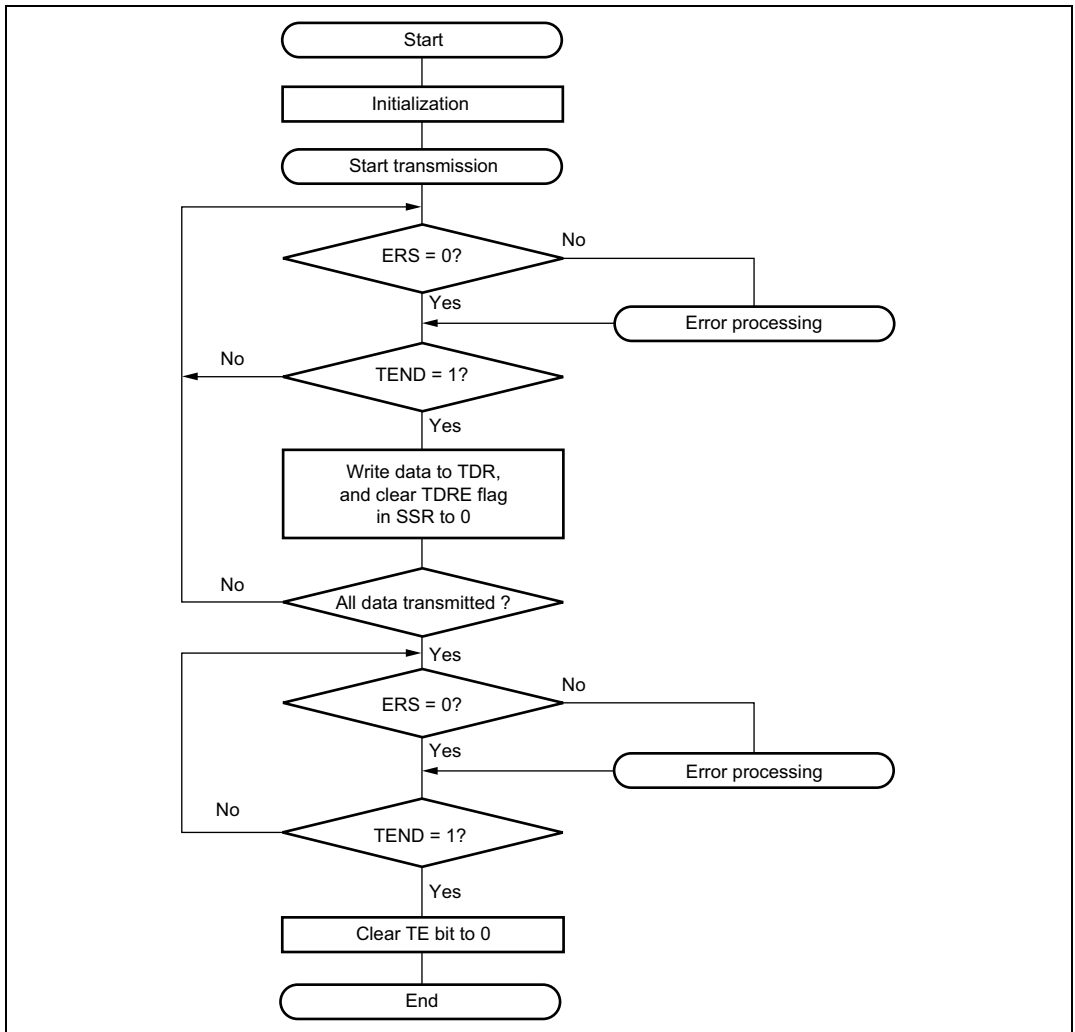 Start
Initialization
Start transmission
ERS = 0?
No
Yes
Error processing
No
TEND = 1?
Yes
Write data to TDR,
and clear TDRE flag
in SSR to 0
No
All data transmitted ?
Yes
ERS = 0?
No
Yes
Error processing
No
TEND = 1?
Yes
Clear TE bit to 0
End